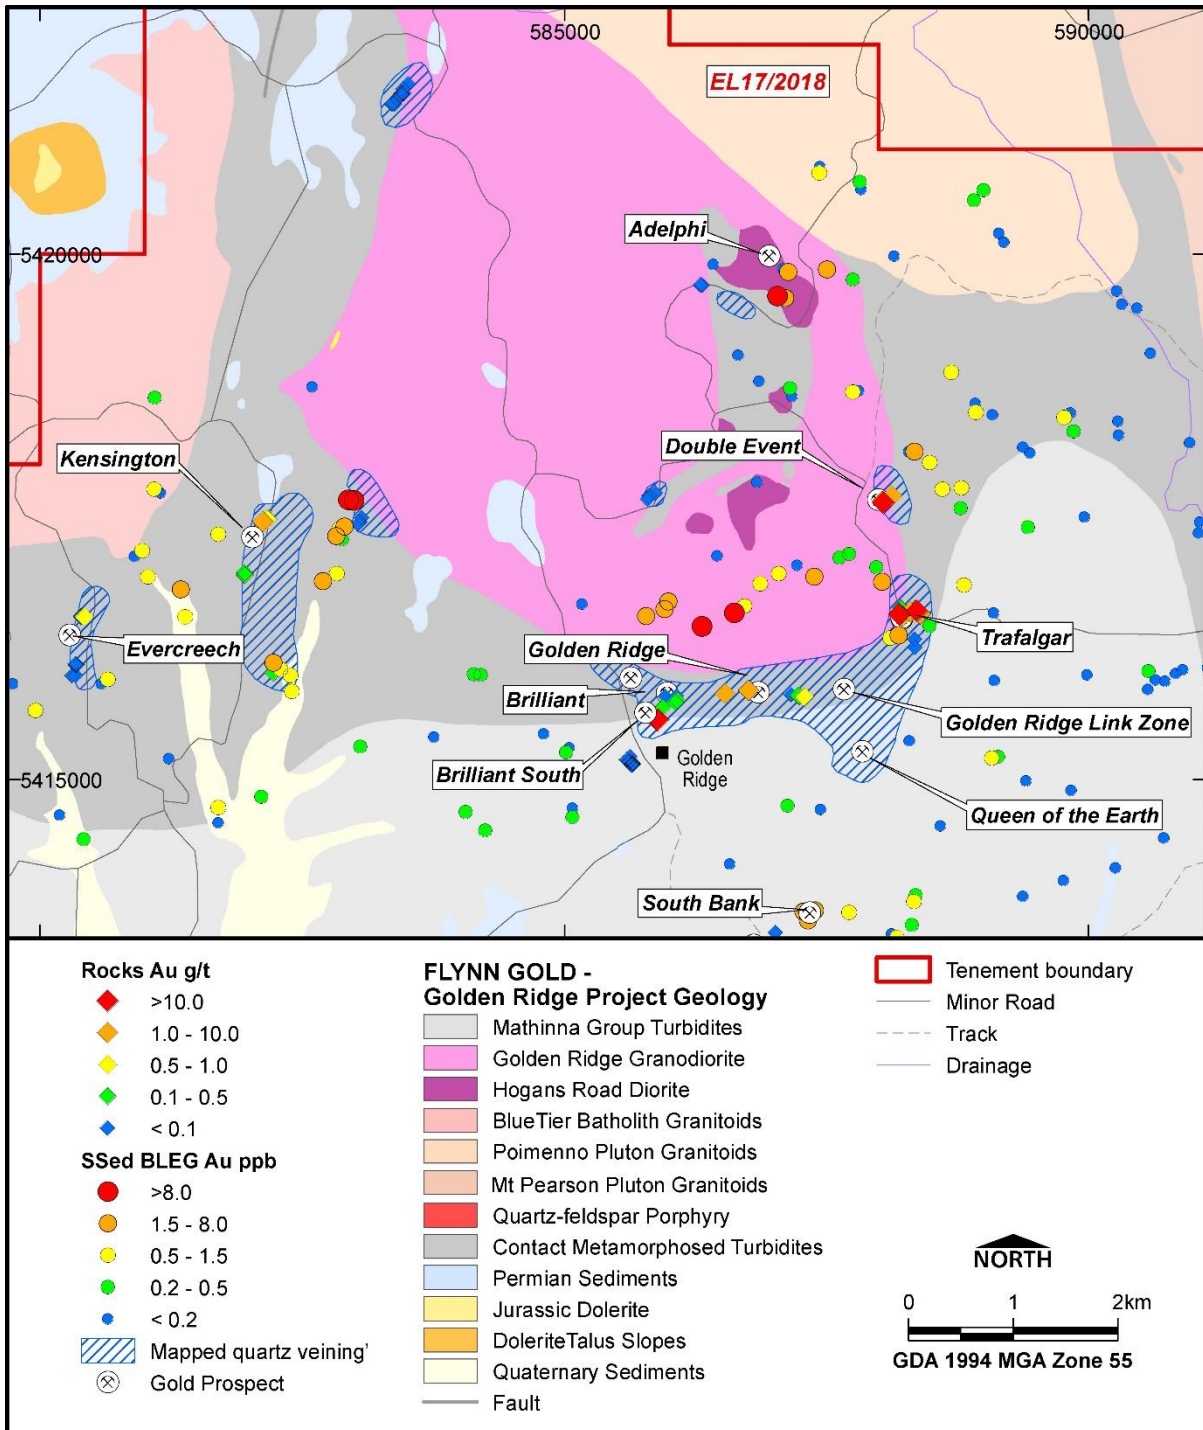 585000
590000
EL17/2018
Adelphi
5420000
Double Event
Kensington
Evercreech
Trafalgar
Golden Ridge
Brilliant
Golden Ridge Link Zone
Brilliant South
Golden
Ridge
5415000
Queen of the Earth
South Bank
Rocks Au g/t
>10.0
1.0 - 10.0
0.5 - 1.0
0.1 - 0.5
< 0.1
SSed BLEG Au ppb
>8.0
1.5 - 8.0
0.5 - 1.5
0.2 - 0.5
< 0.2
Mapped quartz veining'
Gold Prospect
FLYNN GOLD -
Golden Ridge Project Geology
Mathinna Group Turbidites
Golden Ridge Granodiorite
Hogans Road Diorite
BlueTier Batholith Granitoids
Poimenno Pluton Granitoids
Mt Pearson Pluton Granitoids
Quartz-feldspar Porphyry
Contact Metamorphosed Turbidites
Permian Sediments
Jurassic Dolerite
DoleriteTalus Slopes
Quaternary Sediments
Fault
Tenement boundary
Minor Road
Track
Drainage
NORTH
0 1 2km
GDA 1994 MGA Zone 55